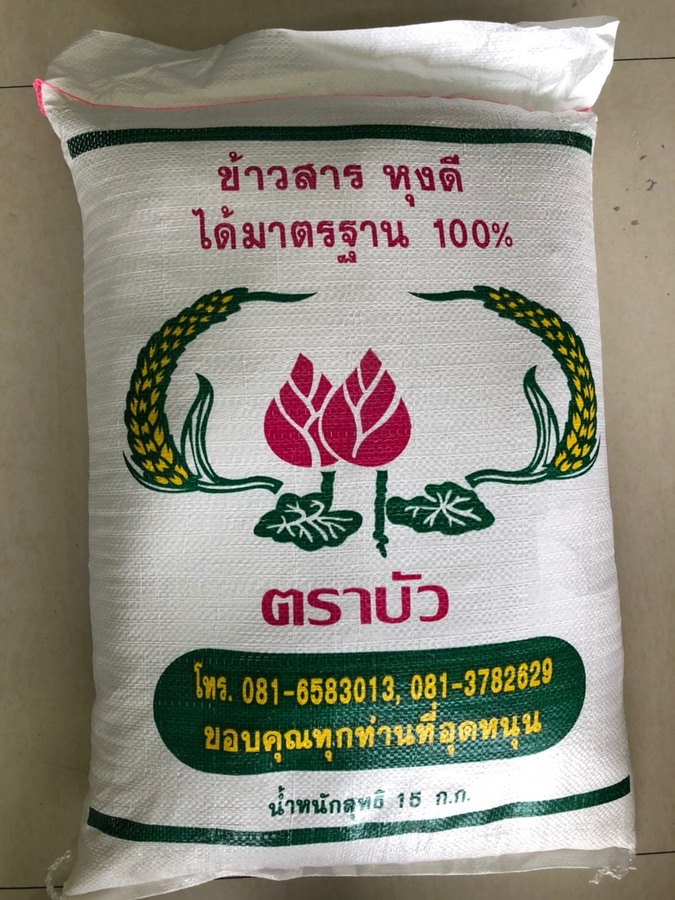 ข้าวสาร หุงดี
ได้มาตรฐาน 100%
ตราบัว
โทร. 081-6583013, 081-3782629
ขอบคุณทุกท่านที่อุดหนุน
น้ำหนักสุทธิ 15 ก.ก.